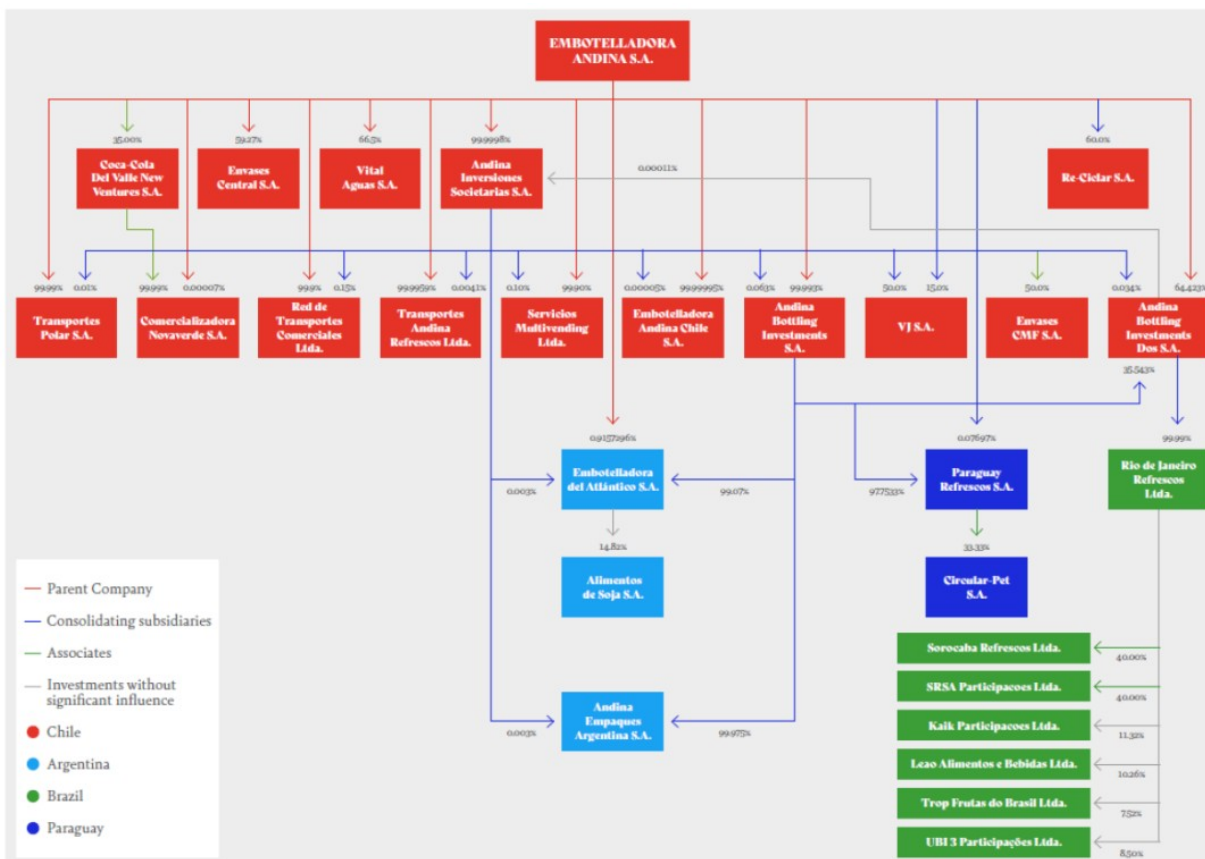 EMBOTELLADORA
ANDINA S.A.
35.00%
59.27%
66.5%
99.9998%
60.0%
Coca-Cola
Del Valle New
Ventures S.A.
Envases
Central S.A.
Vital
Aguas S.A.
Andina
Inversiones
Societarias S.A.
0.00011%
Re-Ciclar S.A.
99.99%
0.01%
99.99%
0.00007%
99.9%
0.15%
99.9959%
0.0041%
0.10%
99.90%
0.00005%
99.99995%
0.063%
99.993%
50.0%
15.0%
50.0%
0.034%
64.423%
Transportes
Polar S.A.
Comercializadora
Novaverde S.A.
Red de
Transportes
Comerciales
Ltda.
Transportes
Andina
Refrescos Ltda.
Servicios
Multivending
Ltda.
Embotelladora
Andina Chile
S.A.
Andina
Bottling
Investments
S.A.
VJ S.A.
Envases
CMF S.A.
Andina
Bottling
Investments
Dos S.A.
35.543%
0.9157296%
0.07697%
99.99%
Embotelladora
del Atlántico S.A.
Paraguay
Refrescos S.A.
Rio de Janeiro
Refrescos
Ltda.
0.003%
99.07%
97.7533%
14.82%
33.33%
Alimentos
de Soja S.A.
Circular-Pet
S.A.
Sorocaba Refrescos Ltda.
40.00%
SRSA Participacoes Ltda.
40.00%
Kaik Participacoes Ltda.
11.32%
Leao Alimentos e Bebidas Ltda.
10.26%
Trop Frutas do Brasil Ltda.
7.52%
UBI 3 Participações Ltda.
8.50%
Andina
Empaques
Argentina S.A.
0.003%
99.975%
Parent Company
Consolidating subsidiaries
Associates
Investments without
significant influence
Chile
Argentina
Brazil
Paraguay